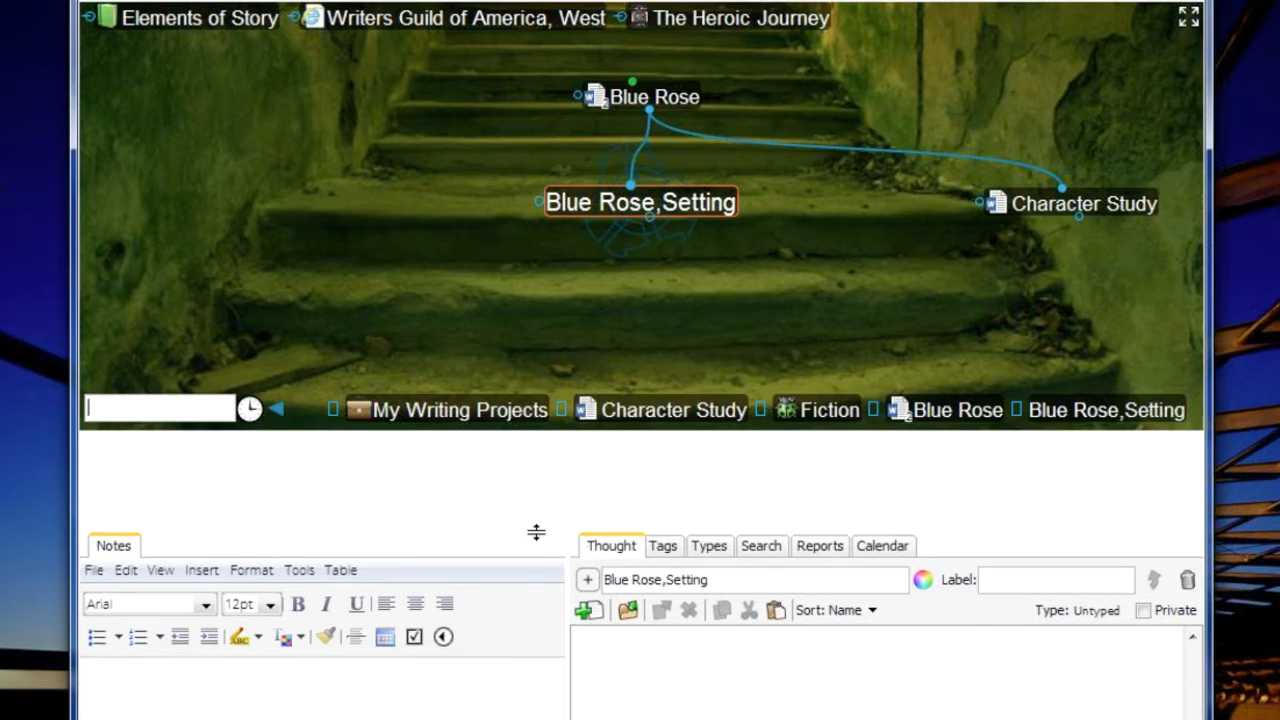 Elements of Story Writers Guild of America, West The Heroic Journey
Blue Rose
Blue Rose,Setting
Character Study
My Writing Projects Character Study Fiction Blue Rose Blue Rose,Setting
Notes
Thought Tags Types Search Reports Calendar
File Edit View Insert Format Tools Table
Blue Rose,Setting Label:
Arial 12pt B I U
Sort: Name Type: Untyped Private
ABC T